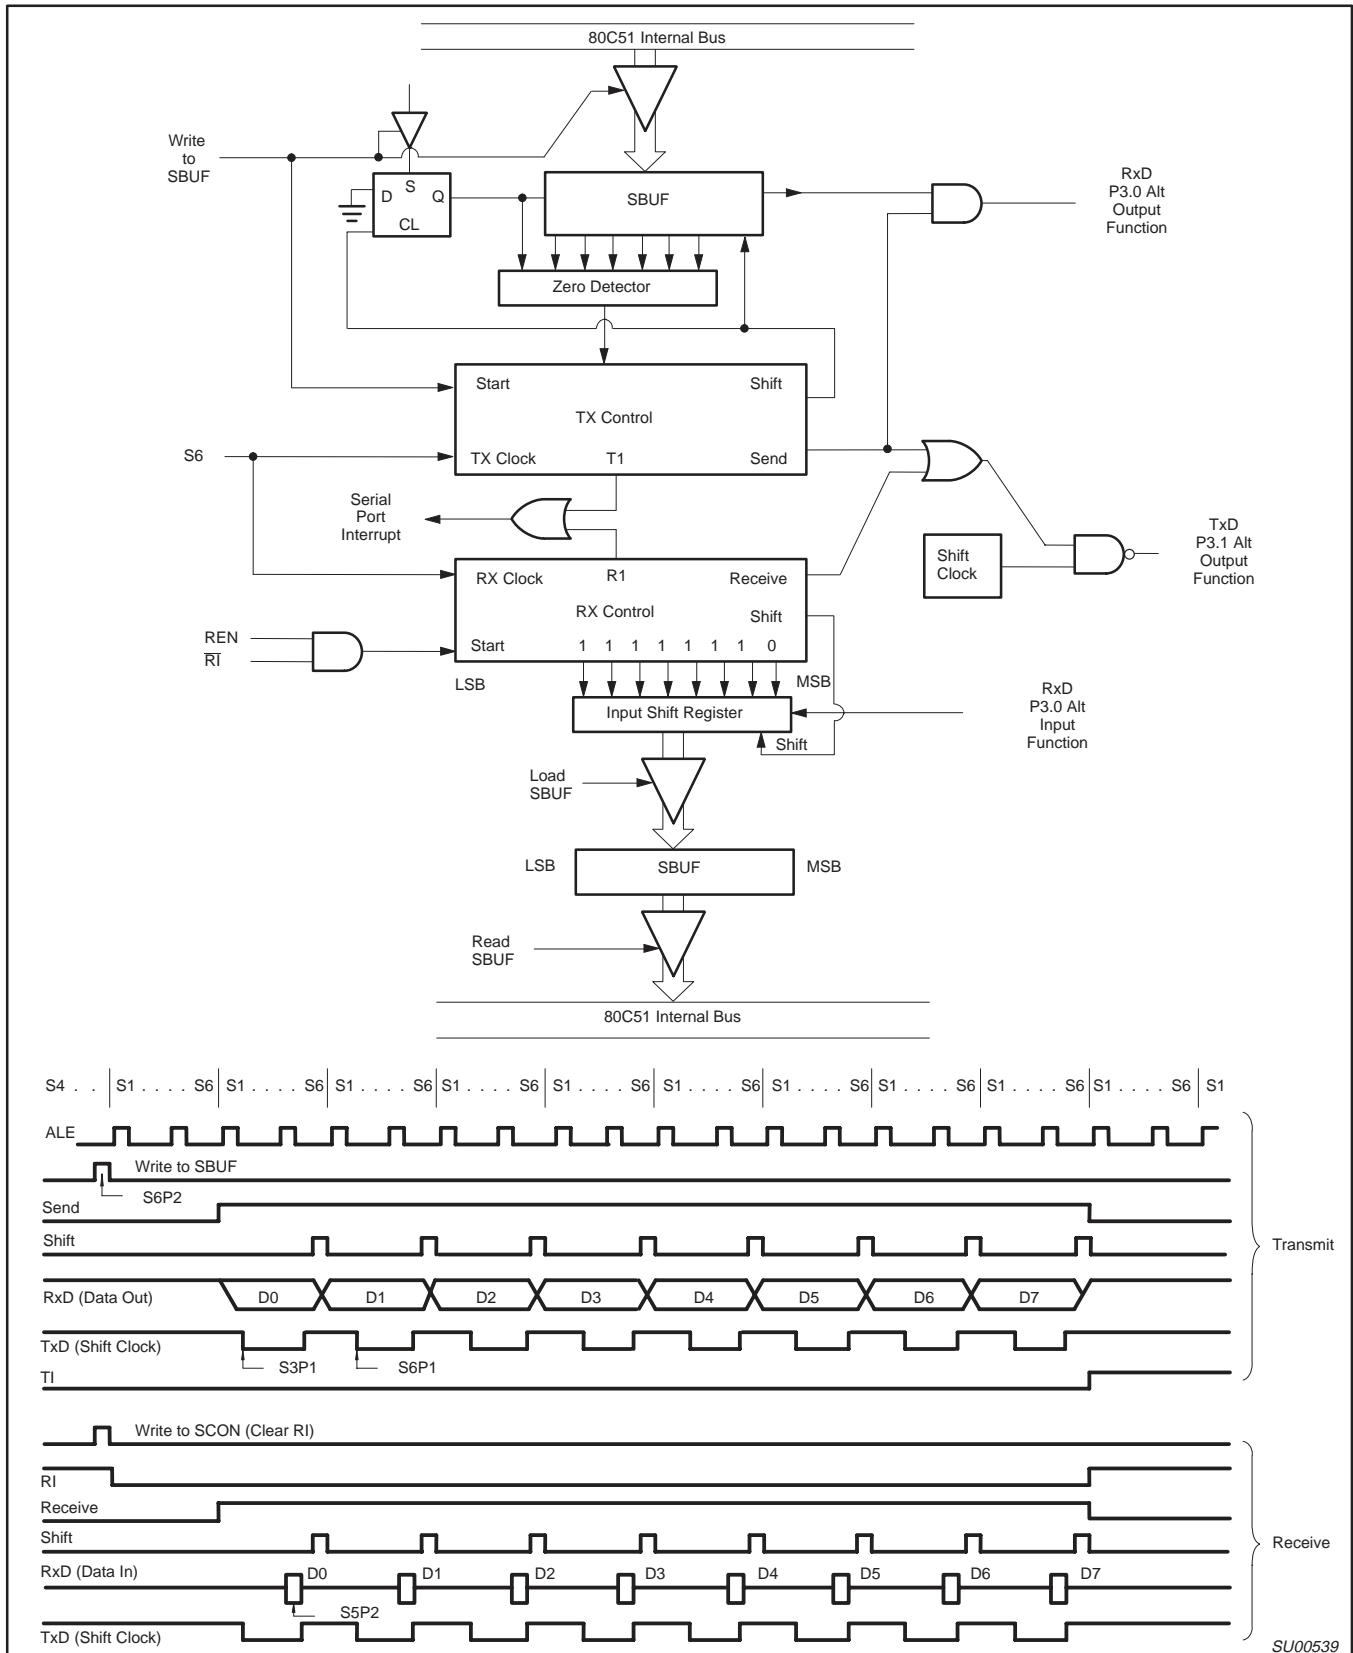 80C51 Internal Bus
Write
to
SBUF
D
S
Q
CL
SBUF
RxD
P3.0 Alt
Output
Function
Zero Detector
Start
Shift
TX Control
S6
TX Clock
T1
Send
Serial
Port
Interrupt
TxD
P3.1 Alt
Output
Function
Shift
Clock
RX Clock
R1
Receive
RX Control
Shift
REN
RI
Start
1 1 1 1 1 1 1 0
LSB
MSB
RxD
P3.0 Alt
Input
Function
Input Shift Register
Shift
Load
SBUF
LSB
SBUF
MSB
Read
SBUF
80C51 Internal Bus
S4 . . S1 . . . . S6 S1 . . . . S6 S1 . . . . S6 S1 . . . . S6 S1 . . . . S6 S1 . . . . S6 S1 . . . . S6 S1 . . . . S6 S1 . . . . S6 S1 . . . . S6 S1
ALE
Write to SBUF
S6P2
Send
Shift
Transmit
RxD (Data Out) D0 D1 D2 D3 D4 D5 D6 D7
TxD (Shift Clock)
S3P1 S6P1
TI
Write to SCON (Clear RI)
RI
Receive
Shift
Receive
RxD (Data In) D0 D1 D2 D3 D4 D5 D6 D7
S5P2
TxD (Shift Clock)
SU00539